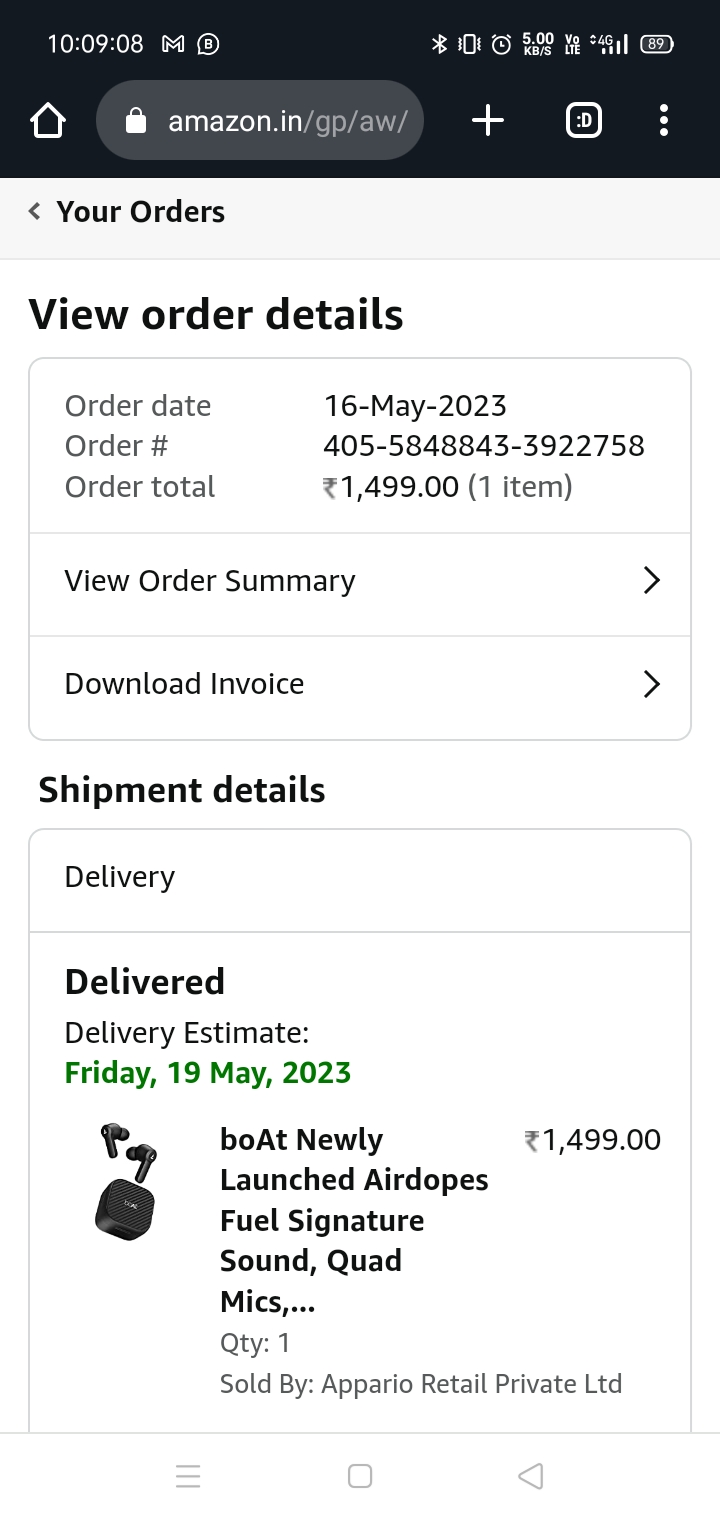 10:09:08
5.00
KB/S
Vo
LTE
4G
89
amazon.in/gp/aw/
:D
Your Orders
View order details
Order date 16-May-2023
Order # 405-5848843-3922758
Order total ₹1,499.00 (1 item)
View Order Summary
Download Invoice
Shipment details
Delivery
Delivered
Delivery Estimate:
Friday, 19 May, 2023
boAt Newly ₹1,499.00
Launched Airdopes
Fuel Signature
Sound, Quad
Mics,...
Qty: 1
Sold By: Appario Retail Private Ltd